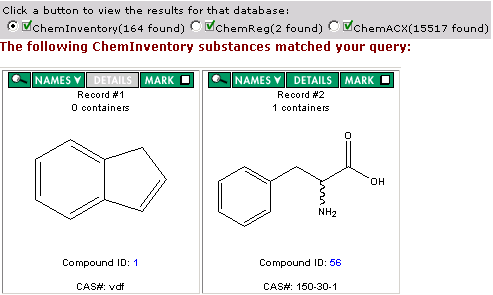 Click a button to view the results for that database:
ChemInventory(164 found) ChemReg(2 found) ChemACX(15517 found)
The following ChemInventory substances matched your query:
NAMES DETAILS MARK
Record #1
0 containers
Compound ID: 1
CAS#: vdf
NAMES DETAILS MARK
Record #2
1 containers
O
OH
NH2
Compound ID: 56
CAS#: 150-30-1